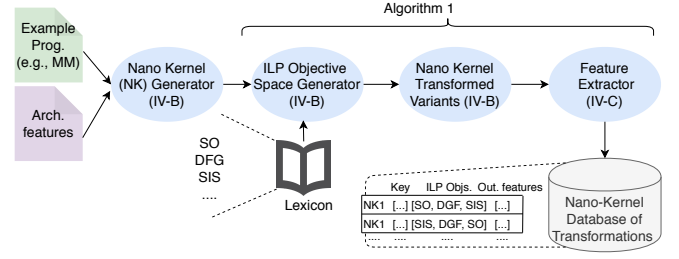 Algorithm 1
Example
Prog.
(e.g., MM)
Arch.
features
Nano Kernel
(NK) Generator
(IV-B)
ILP Objective
Space Generator
(IV-B)
Nano Kernel
Transformed
Variants (IV-B)
Feature
Extractor
(IV-C)
SO
DFG
SIS
....
Lexicon
Key ILP Objs. Out. features
NK1 [...] [SO, DGF, SIS] [...]
NK1 [...] [SIS, DGF, SO] [...]
.... .... .... ....
Nano-Kernel
Database of
Transformations